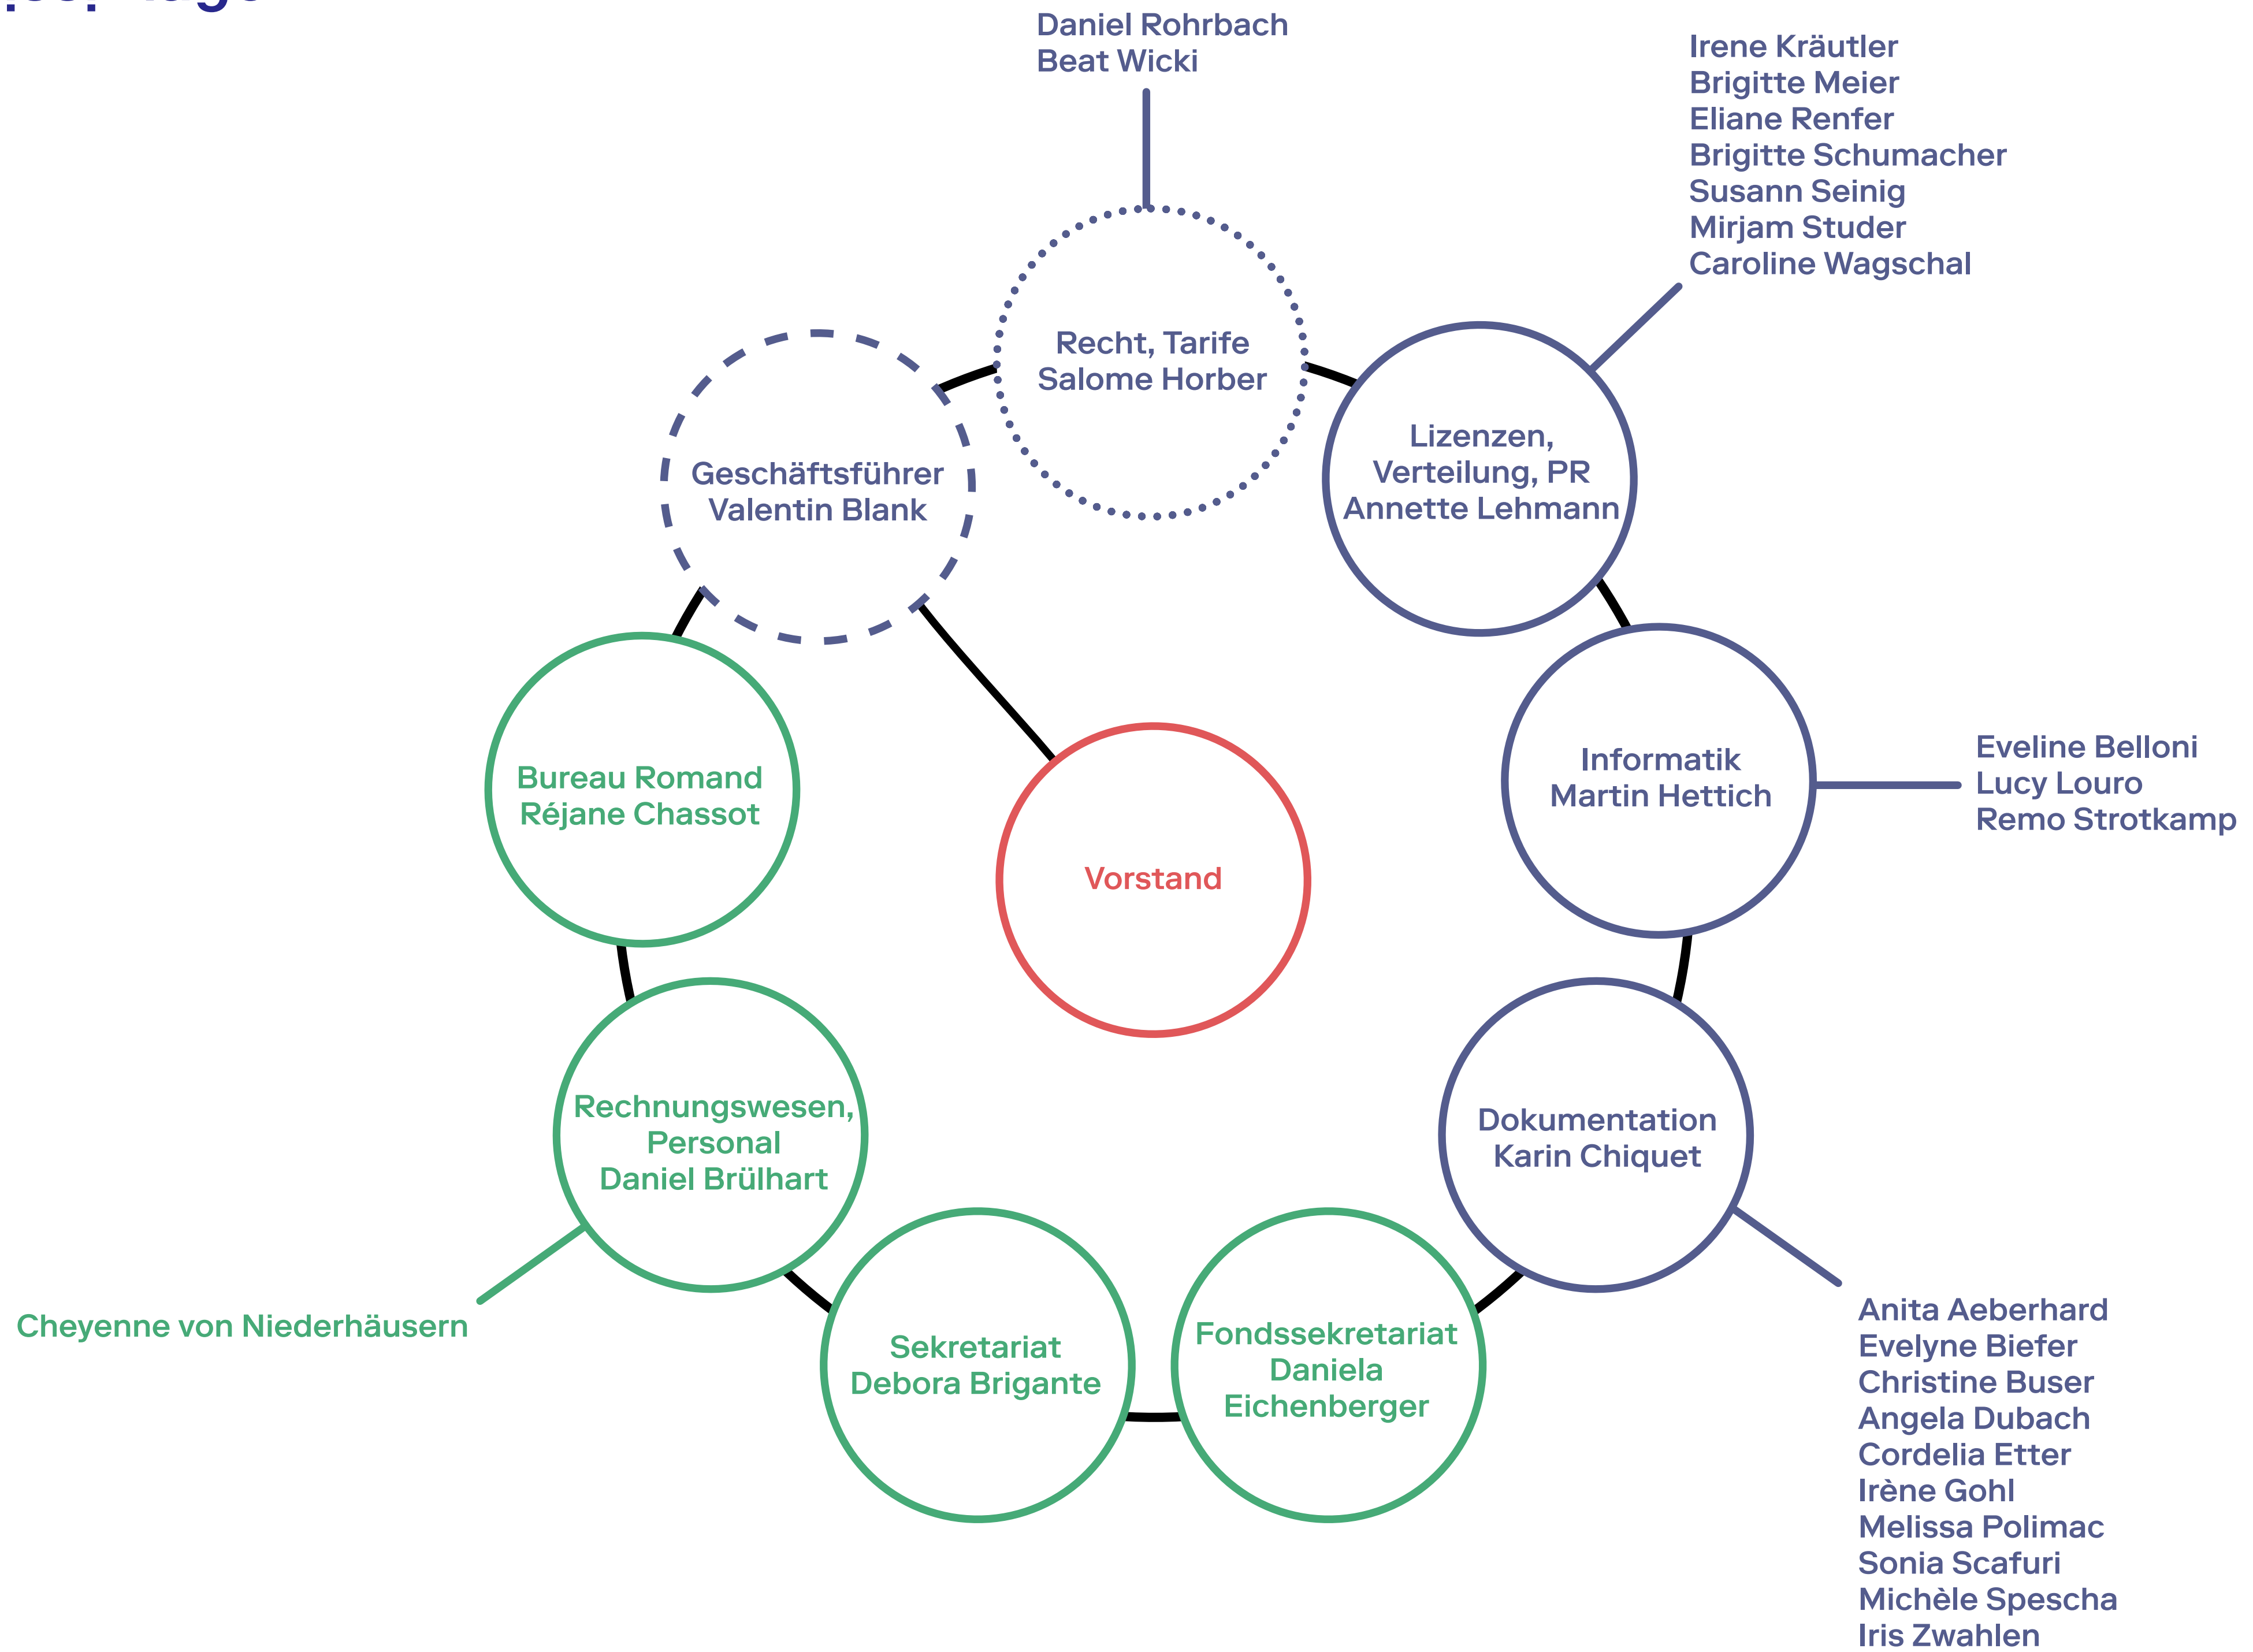 Daniel Rohrbach
Beat Wicki
Irene Kräutler
Brigitte Meier
Eliane Renfer
Brigitte Schumacher
Susann Seinig
Mirjam Studer
Caroline Wagschal
Recht, Tarife
Salome Horber
Lizenzen,
Verteilung, PR
Annette Lehmann
Geschäftsführer
Valentin Blank
Informatik
Martin Hettich
Eveline Belloni
Lucy Louro
Remo Strotkamp
Bureau Romand
Réjane Chassot
Vorstand
Rechnungswesen,
Personal
Daniel Brülhart
Dokumentation
Karin Chiquet
Cheyenne von Niederhäusern
Sekretariat
Debora Brigante
Fondssekretariat
Daniela
Eichenberger
Anita Aeberhard
Evelyne Biefer
Christine Buser
Angela Dubach
Cordelia Etter
Irène Gohl
Melissa Polimac
Sonia Scafuri
Michèle Spescha
Iris Zwahlen